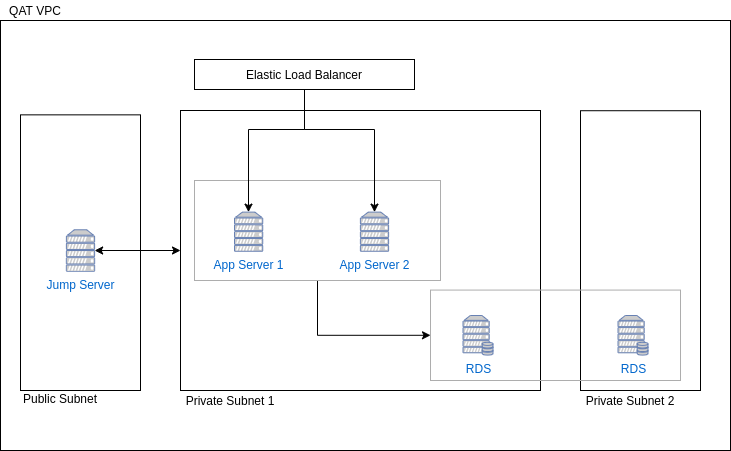 QAT VPC
Elastic Load Balancer
App Server 1
App Server 2
Jump Server
RDS
RDS
Public Subnet
Private Subnet 1
Private Subnet 2